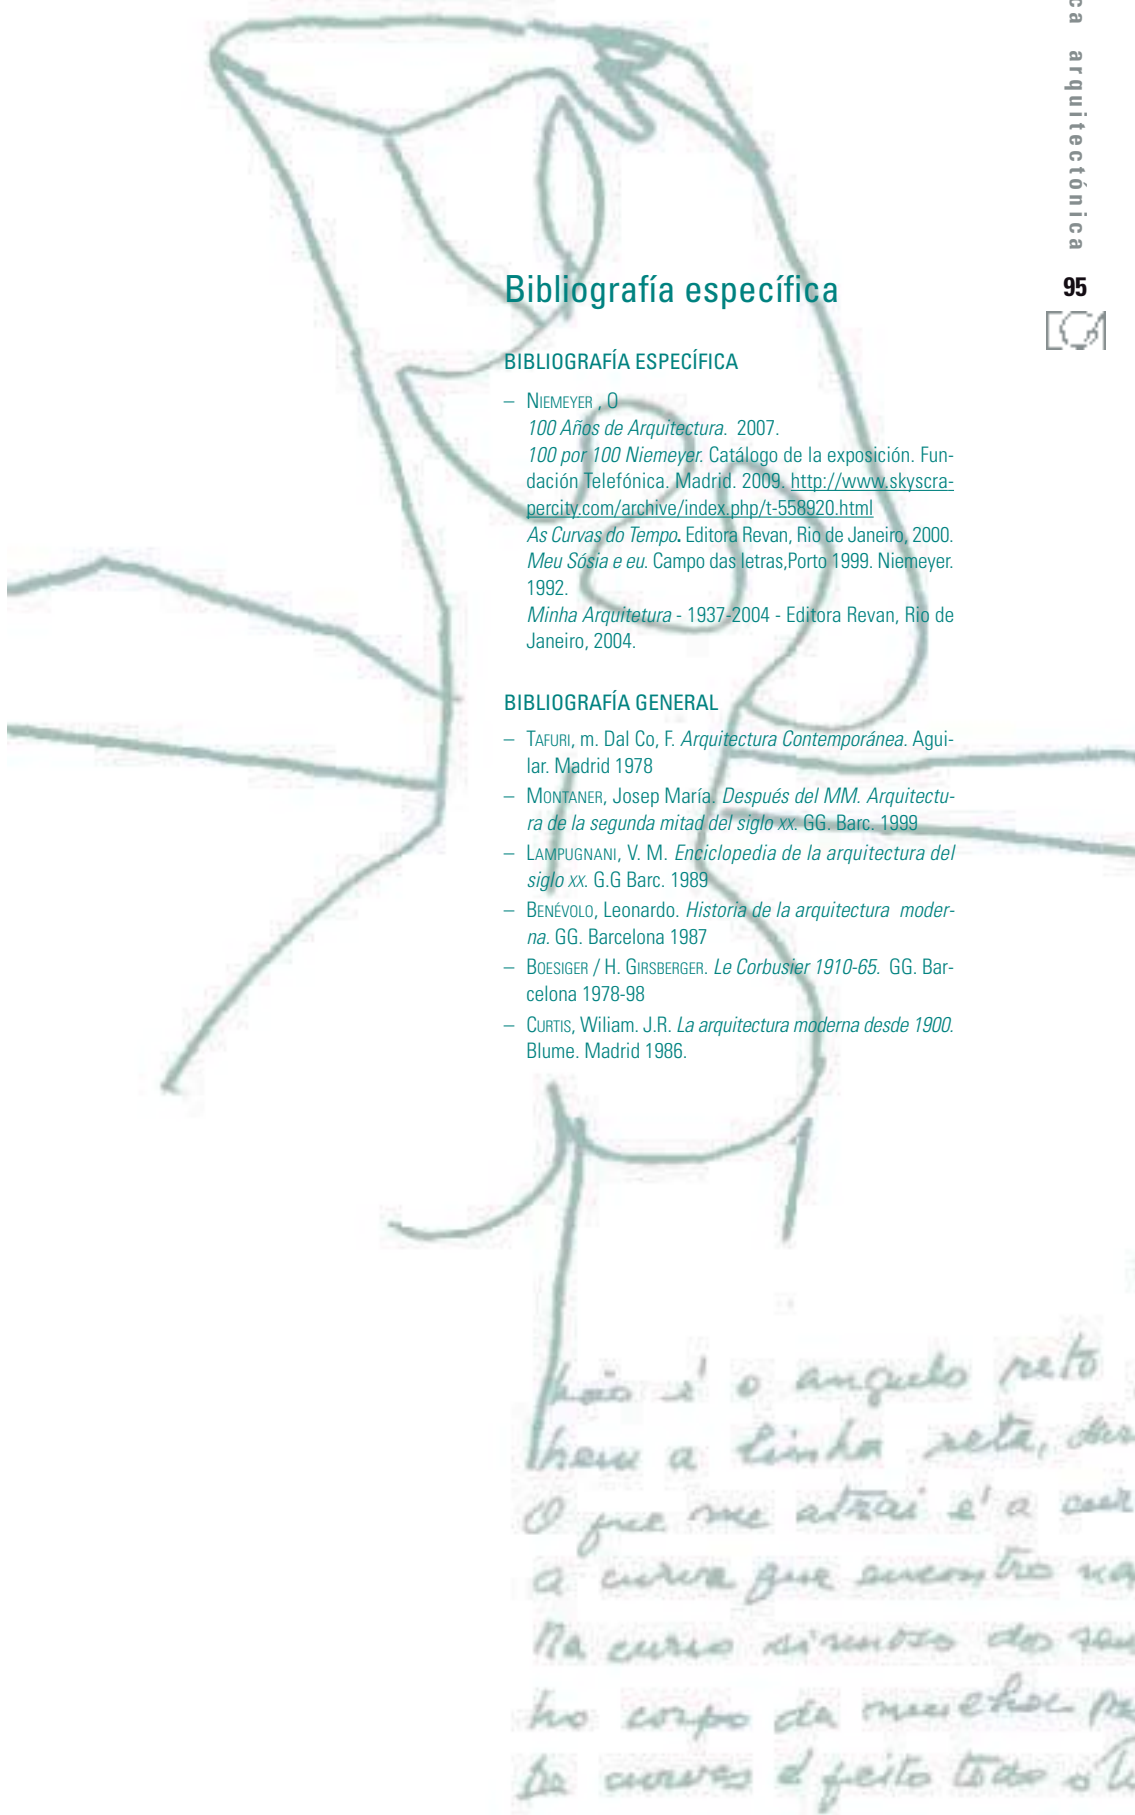 ca arquitectónica
95
Bibliografía específica
BIBLIOGRAFÍA ESPECÍFICA
– NIEMEYER , O
100 Años de Arquitectura. 2007.
100 por 100 Niemeyer. Catálogo de la exposición. Fun-
dación Telefónica. Madrid. 2009. http://www.skyscra-
percity.com/archive/index.php/t-558920.html
As Curvas do Tempo. Editora Revan, Rio de Janeiro, 2000.
Meu Sósia e eu. Campo das letras,Porto 1999. Niemeyer.
1992.
Minha Arquitetura - 1937-2004 - Editora Revan, Rio de
Janeiro, 2004.
BIBLIOGRAFÍA GENERAL
– TAFURI, m. Dal Co, F. Arquitectura Contemporánea. Agui-
lar. Madrid 1978
– MONTANER, Josep María. Después del MM. Arquitectu-
ra de la segunda mitad del siglo XX. GG. Barc. 1999
– LAMPUGNANI, V. M. Enciclopedia de la arquitectura del
siglo XX. G.G Barc. 1989
– BENÉVOLO, Leonardo. Historia de la arquitectura moder-
na. GG. Barcelona 1987
– BOESIGER / H. GIRSBERGER. Le Corbusier 1910-65. GG. Bar-
celona 1978-98
– CURTIS, Wiliam. J.R. La arquitectura moderna desde 1900.
Blume. Madrid 1986.
Não é o angulo reto
Nem a linha reta,
O que me atrai é a cur
a curva que encontro na
Na curso sinuoso dos
No corpo da mulher
De curvas é feito todo o